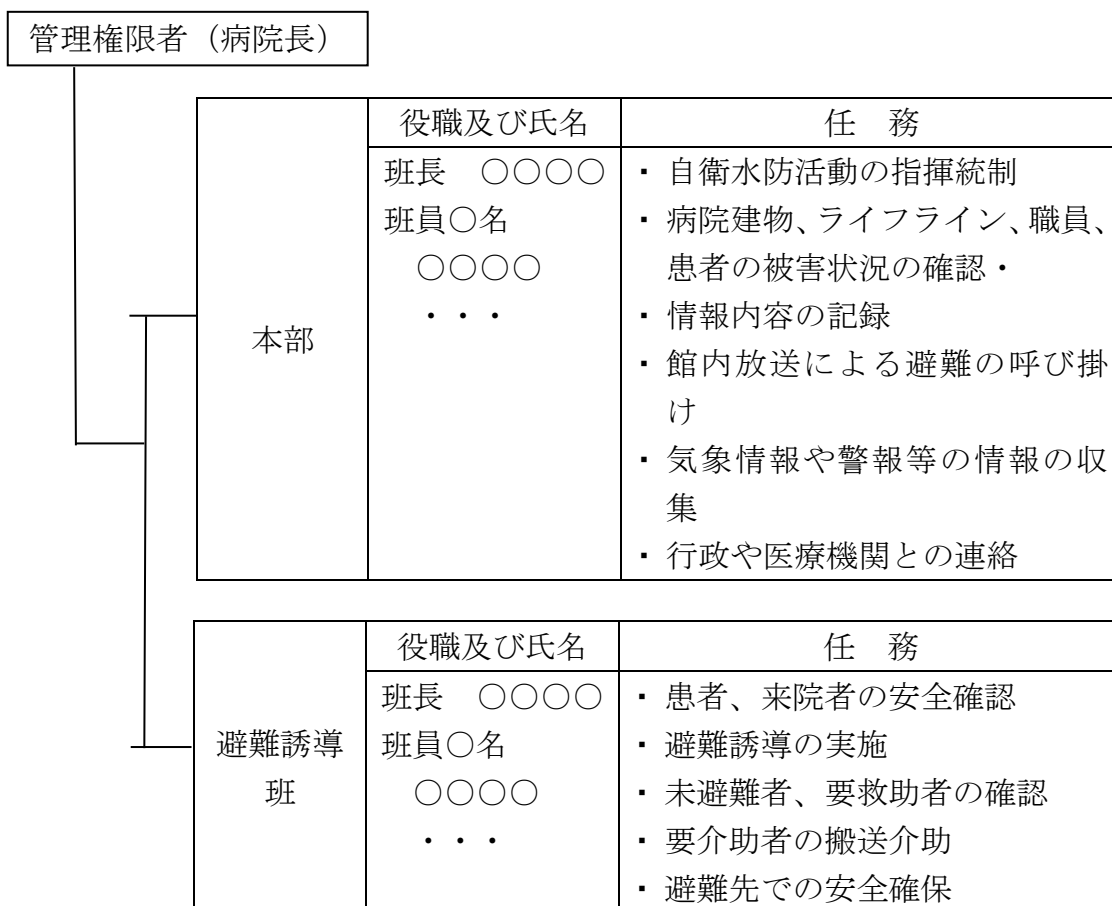 管理権限者（病院長）
役職及び氏名
任　務
本部
班長　○○○○
班員○名
○○○○
・・・
・ 自衛水防活動の指揮統制
・ 病院建物、ライフライン、職員、
患者の被害状況の確認・
・ 情報内容の記録
・ 館内放送による避難の呼び掛
け
・ 気象情報や警報等の情報の収
集
・ 行政や医療機関との連絡
役職及び氏名
任　務
避難誘導
班
班長　○○○○
班員○名
○○○○
・・・
・ 患者、来院者の安全確認
・ 避難誘導の実施
・ 未避難者、要救助者の確認
・ 要介助者の搬送介助
・ 避難先での安全確保